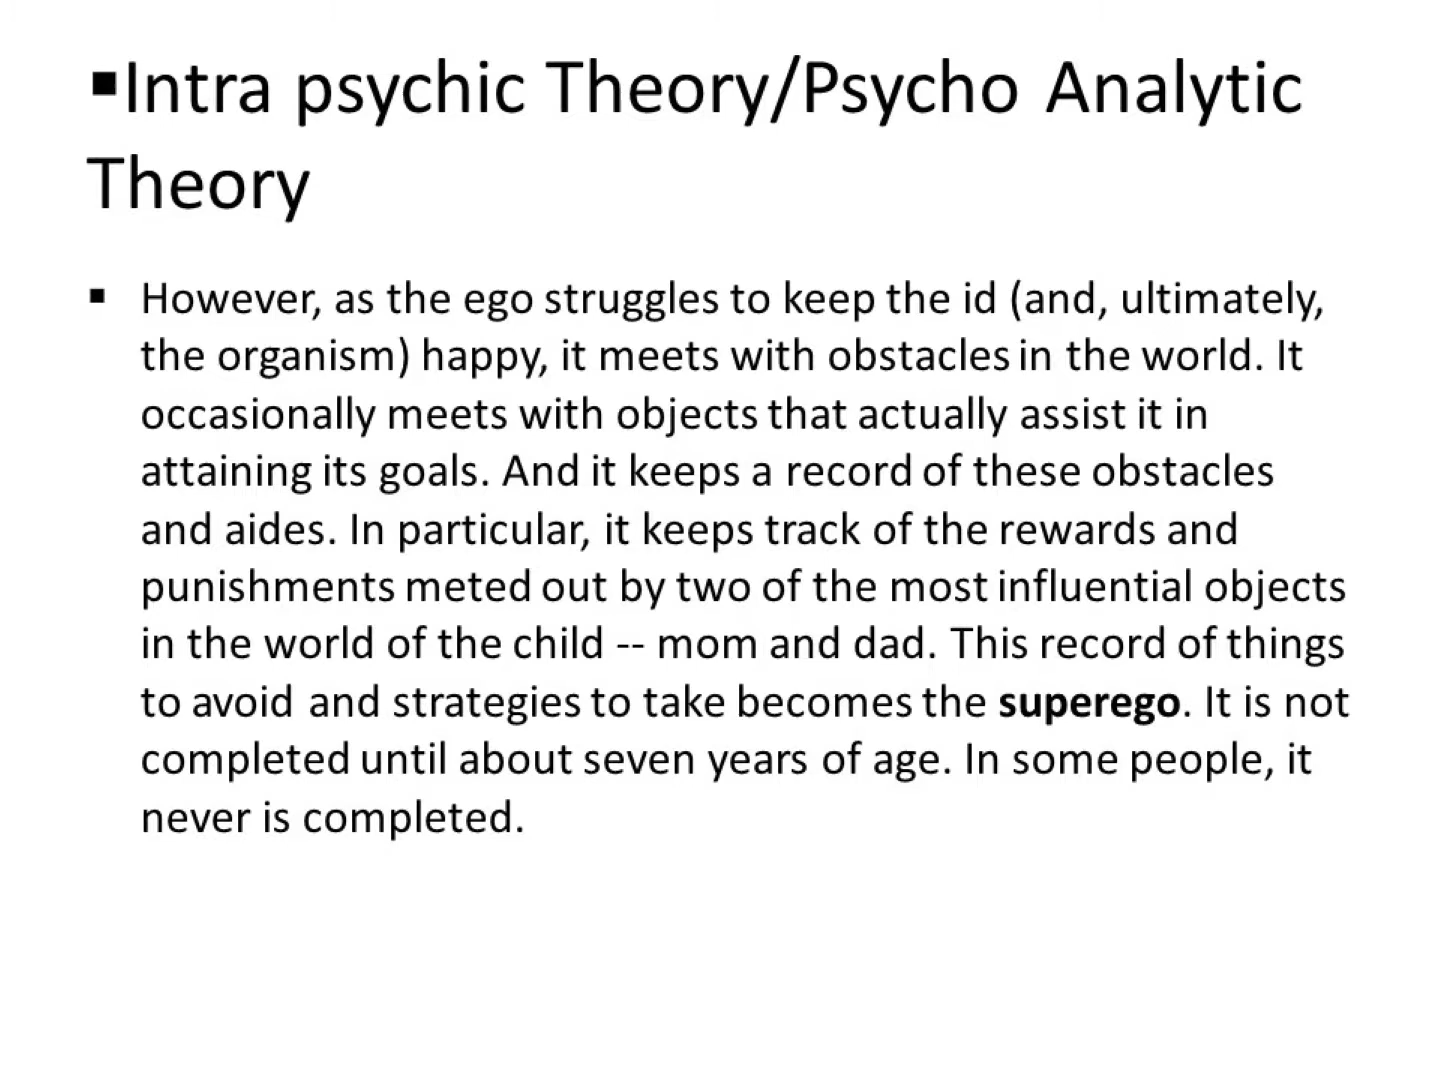 ▪Intra psychic Theory/Psycho Analytic
Theory
▪ However, as the ego struggles to keep the id (and, ultimately,
the organism) happy, it meets with obstacles in the world. It
occasionally meets with objects that actually assist it in
attaining its goals. And it keeps a record of these obstacles
and aides. In particular, it keeps track of the rewards and
punishments meted out by two of the most influential objects
in the world of the child -- mom and dad. This record of things
to avoid and strategies to take becomes the superego. It is not
completed until about seven years of age. In some people, it
never is completed.